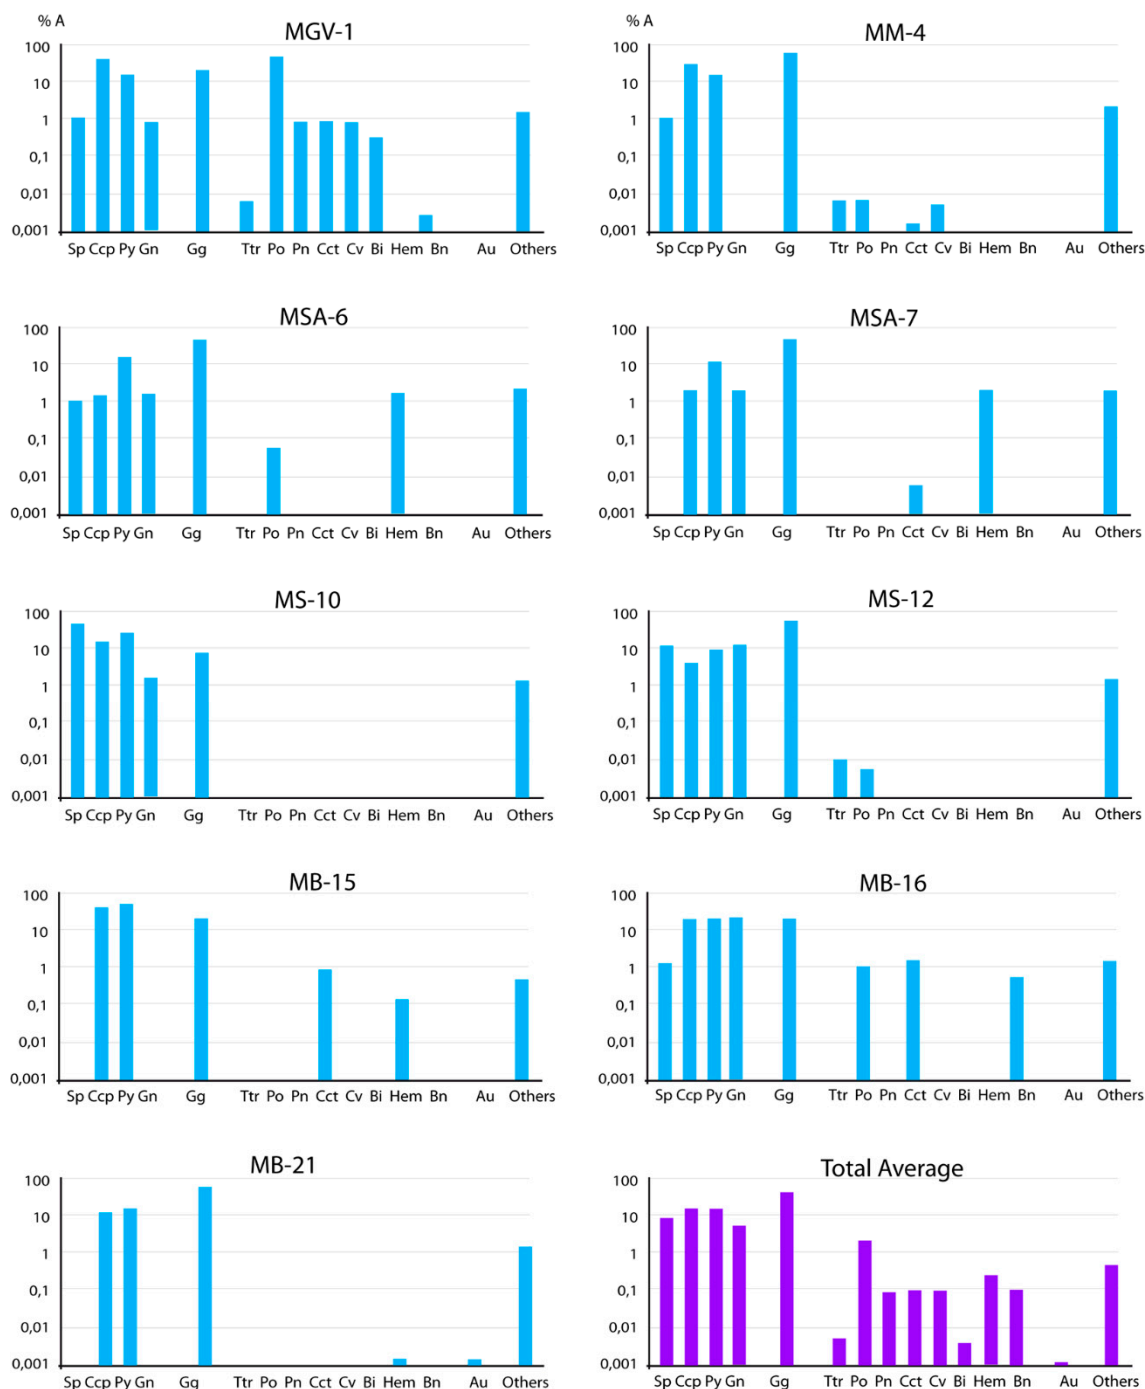 % A
MGV-1
100
10
1
0,1
0,01
0,001
Sp Ccp Py Gn Gg Ttr Po Pn Cct Cv Bi Hem Bn Au Others
% A
MM-4
100
10
1
0,1
0,01
0,001
Sp Ccp Py Gn Gg Ttr Po Pn Cct Cv Bi Hem Bn Au Others
MSA-6
100
10
1
0,1
0,01
0,001
Sp Ccp Py Gn Gg Ttr Po Pn Cct Cv Bi Hem Bn Au Others
MSA-7
100
10
1
0,1
0,01
0,001
Sp Ccp Py Gn Gg Ttr Po Pn Cct Cv Bi Hem Bn Au Others
MS-10
100
10
1
0,1
0,01
0,001
Sp Ccp Py Gn Gg Ttr Po Pn Cct Cv Bi Hem Bn Au Others
MS-12
100
10
1
0,1
0,01
0,001
Sp Ccp Py Gn Gg Ttr Po Pn Cct Cv Bi Hem Bn Au Others
MB-15
100
10
1
0,1
0,01
0,001
Sp Ccp Py Gn Gg Ttr Po Pn Cct Cv Bi Hem Bn Au Others
MB-16
100
10
1
0,1
0,01
0,001
Sp Ccp Py Gn Gg Ttr Po Pn Cct Cv Bi Hem Bn Au Others
MB-21
100
10
1
0,1
0,01
0,001
Sp Ccp Py Gn Gg Ttr Po Pn Cct Cv Bi Hem Bn Au Others
Total Average
100
10
1
0,1
0,01
0,001
Sp Ccp Py Gn Gg Ttr Po Pn Cct Cv Bi Hem Bn Au Others